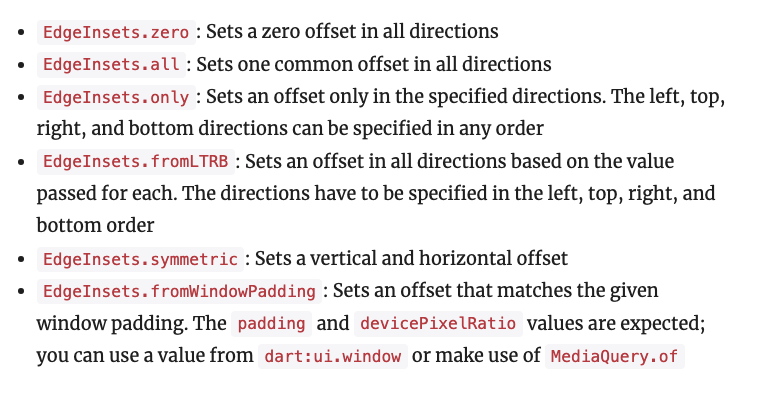 • EdgeInsets.zero : Sets a zero offset in all directions
• EdgeInsets.all : Sets one common offset in all directions
• EdgeInsets.only : Sets an offset only in the specified directions. The left, top,
right, and bottom directions can be specified in any order
• EdgeInsets.fromLTRB : Sets an offset in all directions based on the value
passed for each. The directions have to be specified in the left, top, right, and
bottom order
• EdgeInsets.symmetric : Sets a vertical and horizontal offset
• EdgeInsets.fromWindowPadding : Sets an offset that matches the given
window padding. The padding and devicePixelRatio values are expected;
you can use a value from dart:ui.window or make use of MediaQuery.of